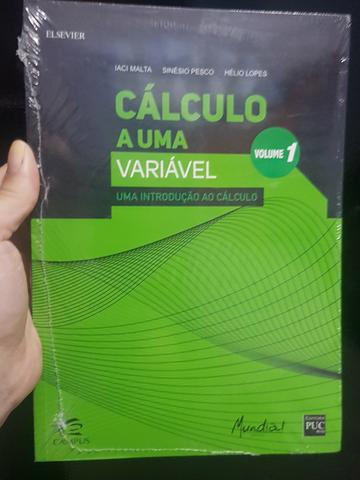 ELSEVIER
IACI MALTA SINÉSIO PESCO HÉLIO LOPES
CÁLCULO
A UMA
VARIÁVEL
VOLUME 1
UMA INTRODUÇÃO AO CÁLCULO
CAMPUS
Mundial
EDITORA
PUC